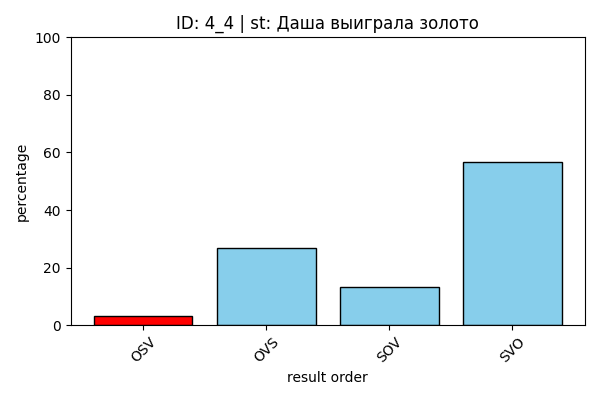 ID: 4_4 | st: Даша выиграла золото
100
80
60
40
20
0
percentage
OSV
OVS
SOV
SVO
result order